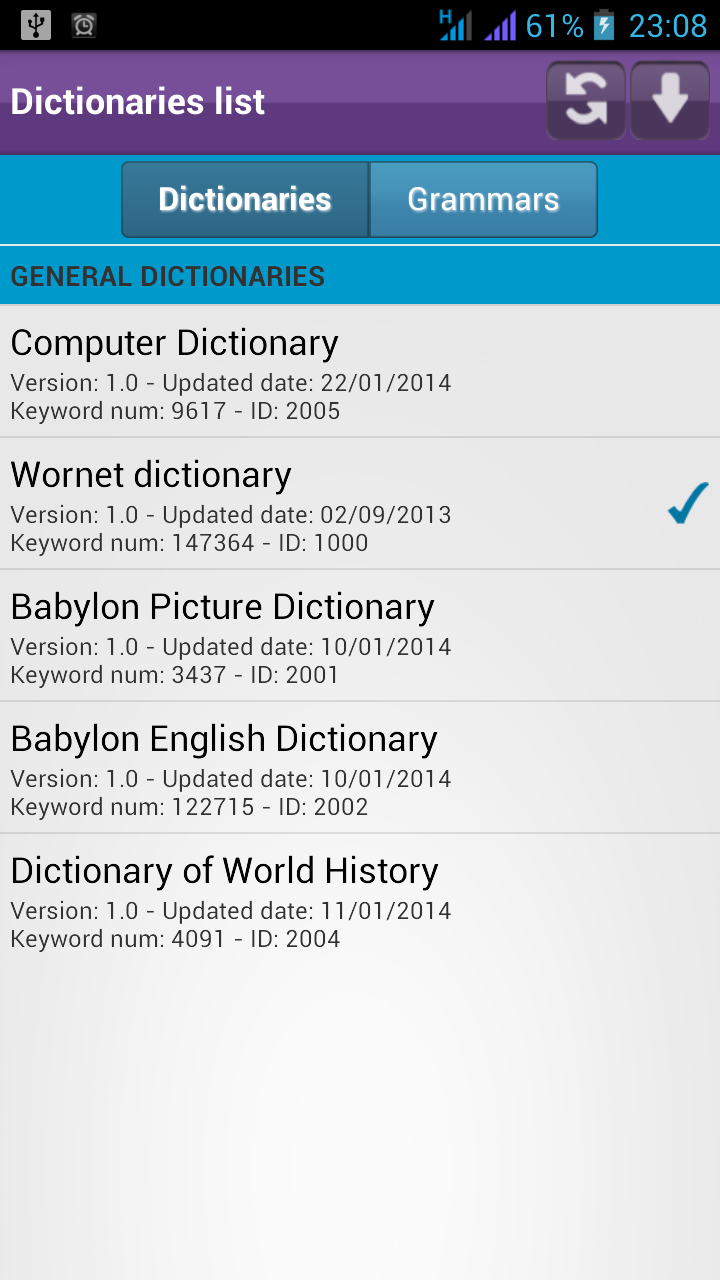 H 61% 23:08
Dictionaries list
Dictionaries Grammars
GENERAL DICTIONARIES
Computer Dictionary
Version: 1.0 - Updated date: 22/01/2014
Keyword num: 9617 - ID: 2005
Wornet dictionary
Version: 1.0 - Updated date: 02/09/2013
Keyword num: 147364 - ID: 1000
Babylon Picture Dictionary
Version: 1.0 - Updated date: 10/01/2014
Keyword num: 3437 - ID: 2001
Babylon English Dictionary
Version: 1.0 - Updated date: 10/01/2014
Keyword num: 122715 - ID: 2002
Dictionary of World History
Version: 1.0 - Updated date: 11/01/2014
Keyword num: 4091 - ID: 2004